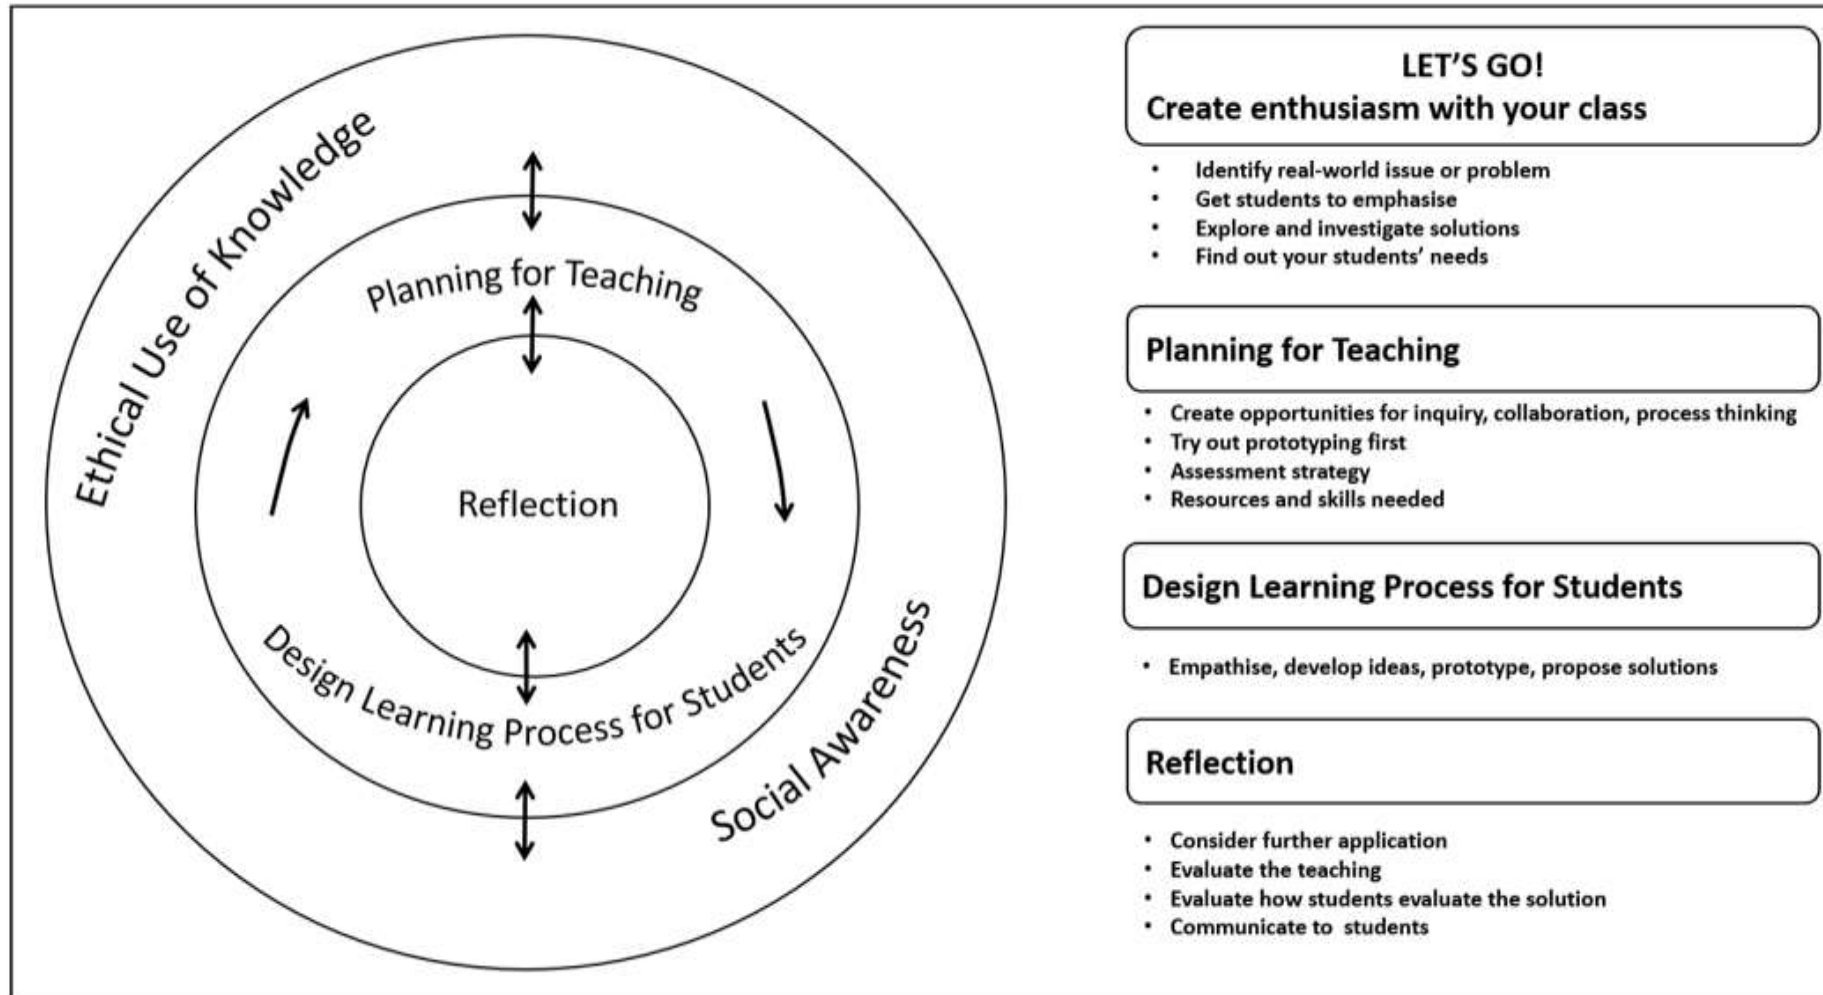 Ethical Use of Knowledge
Planning for Teaching
Reflection
Design Learning Process for Students
Social Awareness
LET'S GO!
Create enthusiasm with your class
• Identify real-world issue or problem
• Get students to emphasise
• Explore and investigate solutions
• Find out your students' needs
Planning for Teaching
• Create opportunities for inquiry, collaboration, process thinking
• Try out prototyping first
• Assessment strategy
• Resources and skills needed
Design Learning Process for Students
• Empathise, develop ideas, prototype, propose solutions
Reflection
• Consider further application
• Evaluate the teaching
• Evaluate how students evaluate the solution
• Communicate to students